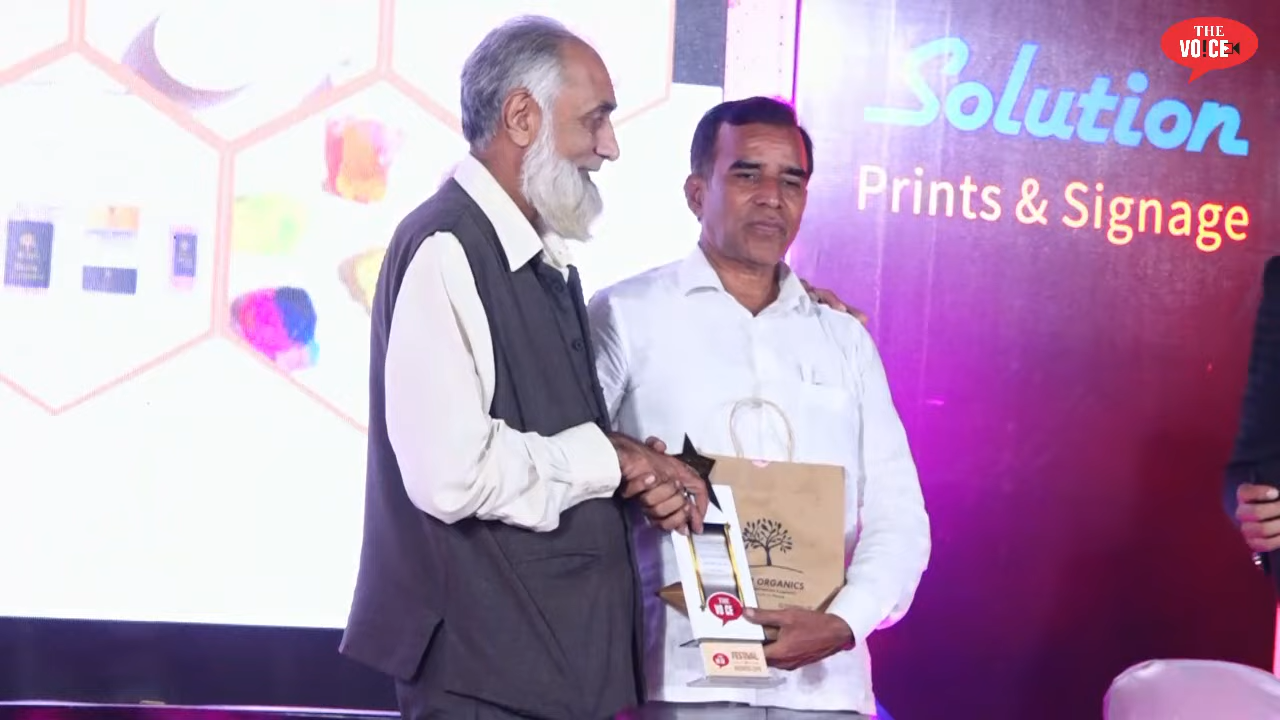 THE
VOICE
Solution
Prints & Signage
ORGANICS
THE
VOICE
FESTIVAL